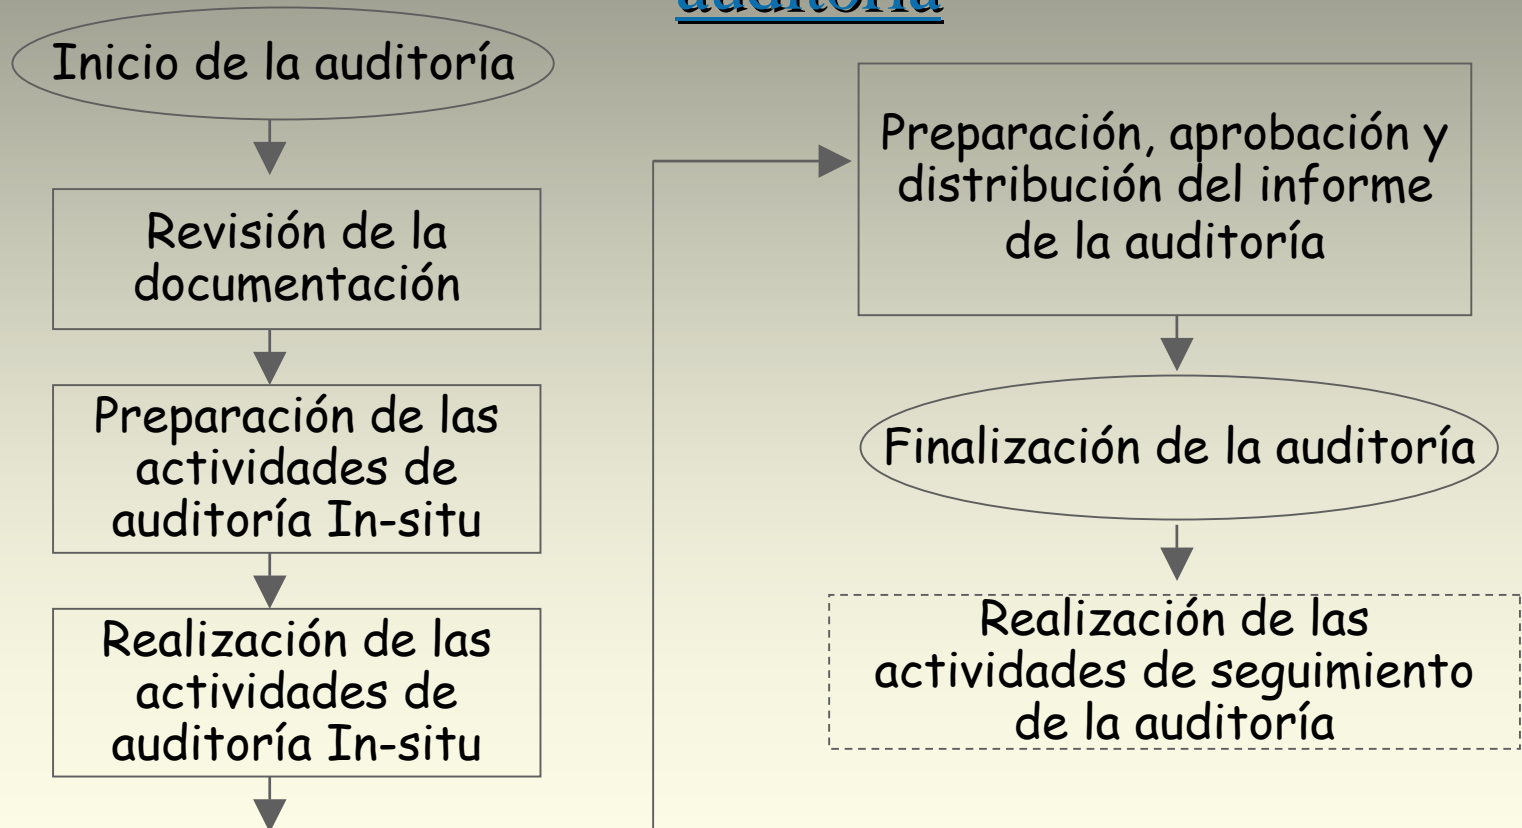 auditoría
Inicio de la auditoría
Revisión de la
documentación
Preparación de las
actividades de
auditoría In-situ
Realización de las
actividades de
auditoría In-situ
Preparación, aprobación y
distribución del informe
de la auditoría
Finalización de la auditoría
Realización de las
actividades de seguimiento
de la auditoría